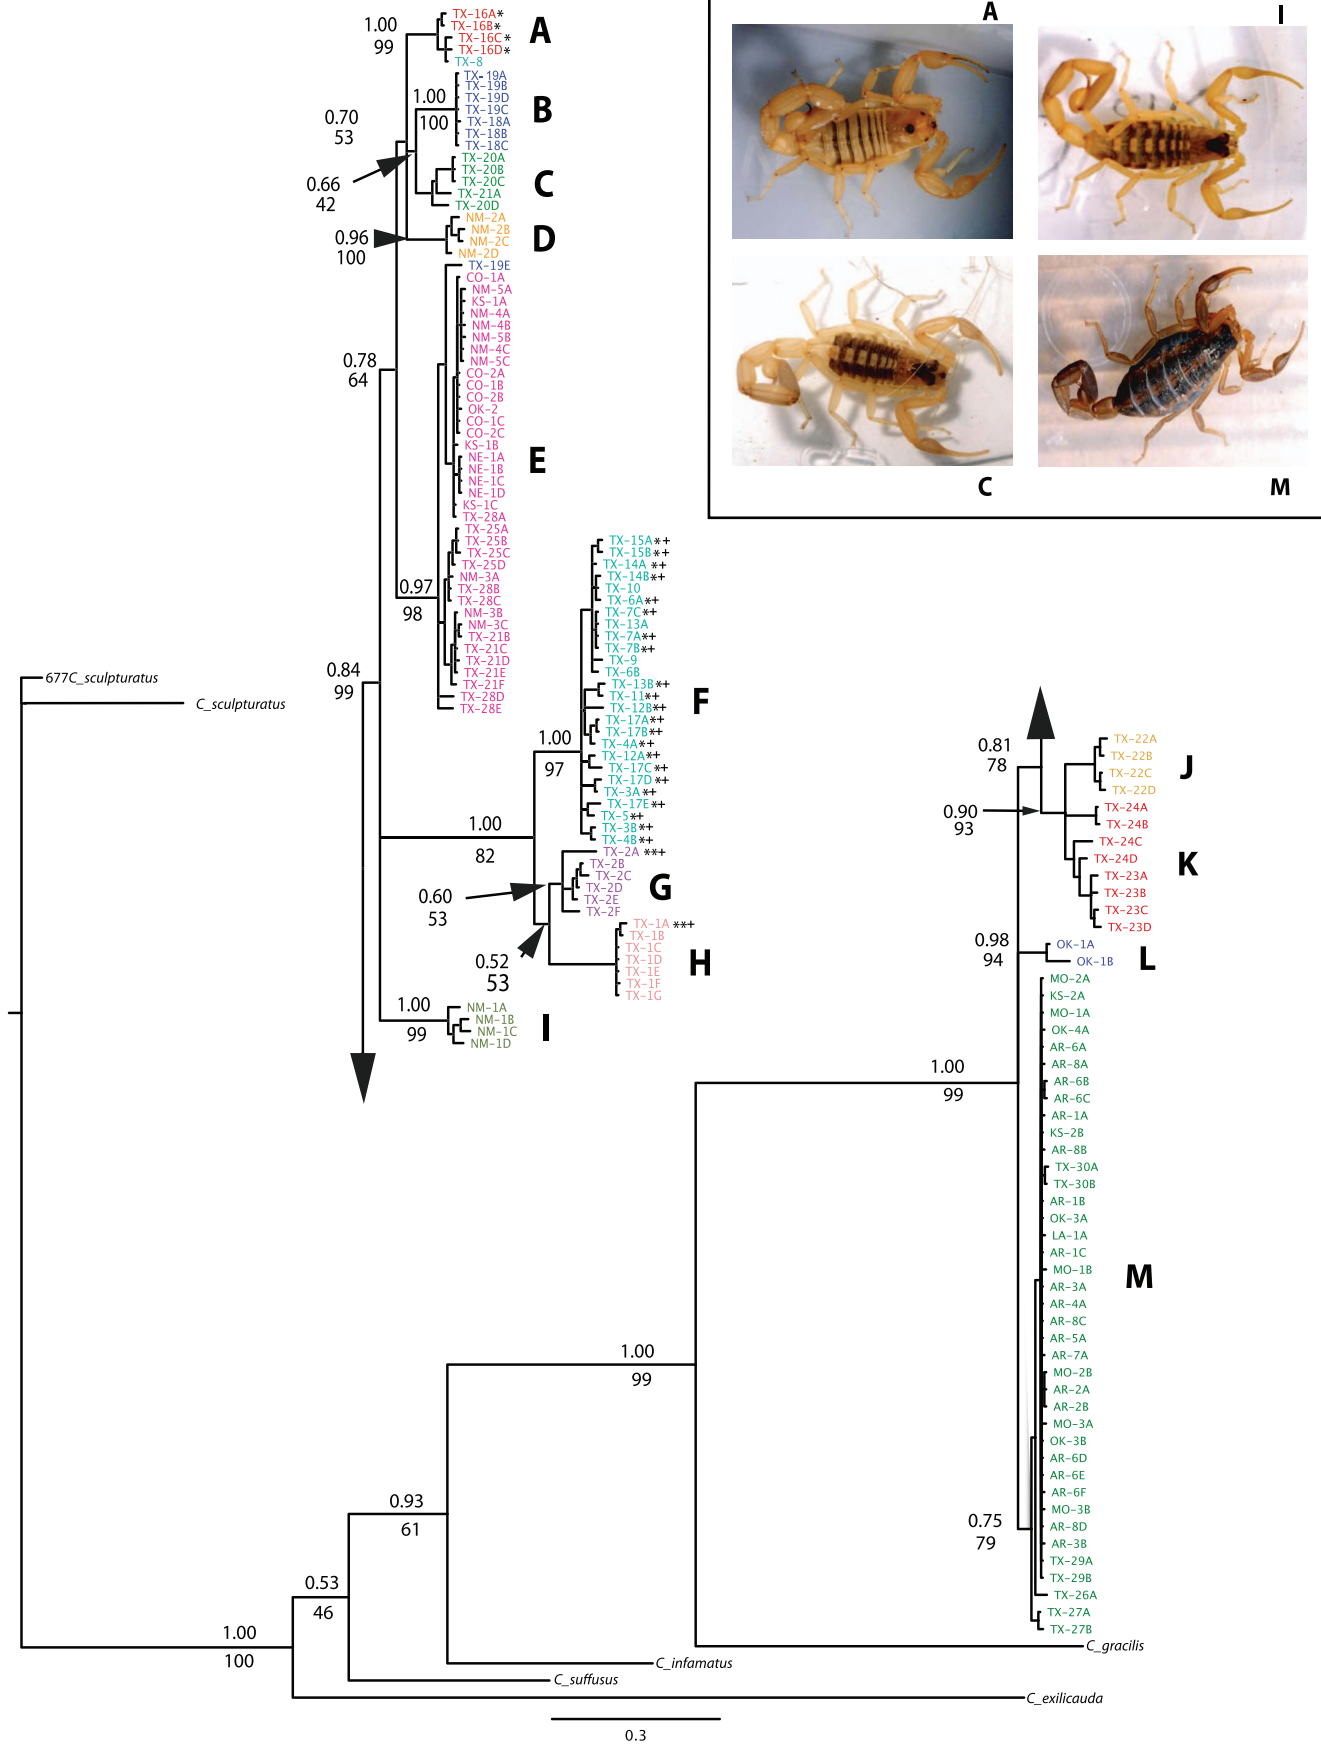 1.00
99
TX-16A*
TX-16B*
TX-16C*
TX-16D*
TX-8
A
TX-19A
TX-19B
TX-19D
TX-19C
TX-18A
TX-18B
TX-18C
1.00
100
B
0.70
53
TX-20A
TX-20B
TX-20C
TX-21A
TX-20D
C
0.66
42
NM-2A
NM-2B
NM-2C
NM-2D
D
0.96
100
TX-19E
CO-1A
NM-5A
KS-1A
NM-4A
NM-4B
NM-5B
NM-4C
NM-5C
CO-2A
CO-1B
CO-2B
OK-2
CO-1C
CO-2C
KS-1B
NE-1A
NE-1B
NE-1C
NE-1D
KS-1C
TX-28A
TX-25A
TX-25B
TX-25C
TX-25D
NM-3A
TX-28B
TX-28C
NM-3B
NM-3C
TX-21B
TX-21C
TX-21D
TX-21E
TX-21F
TX-28D
TX-28E
E
0.78
64
0.97
98
0.84
99
677C_sculpturatus
C_sculpturatus
TX-15A*+
TX-15B*+
TX-14A *+
TX-14B*+
TX-10
TX-6A*+
TX-7C*+
TX-13A
TX-7A*+
TX-7B*+
TX-9
TX-6B
TX-13B*+
TX-11*+
TX-12B*+
TX-17A*+
TX-17B*+
TX-4A*+
TX-12A*+
TX-17C*+
TX-17D *+
TX-3A*+
TX-17E *+
TX-5*+
TX-3B*+
TX-4B*+
F
1.00
97
1.00
82
TX-2A **+
TX-2B
TX-2C
TX-2D
TX-2E
TX-2F
G
0.60
53
TX-1A **+
TX-1B
TX-1C
TX-1D
TX-1E
TX-1F
TX-1G
H
0.52
53
NM-1A
NM-1B
NM-1C
NM-1D
I
1.00
99
A
I
C
M
0.81
78
TX-22A
TX-22B
TX-22C
TX-22D
J
0.90
93
TX-24A
TX-24B
TX-24C
TX-24D
TX-23A
TX-23B
TX-23C
TX-23D
K
0.98
94
OK-1A
OK-1B
L
MO-2A
KS-2A
MO-1A
OK-4A
AR-6A
AR-8A
AR-6B
AR-6C
AR-1A
KS-2B
AR-8B
TX-30A
TX-30B
AR-1B
OK-3A
LA-1A
AR-1C
MO-1B
AR-3A
AR-4A
AR-8C
AR-5A
AR-7A
MO-2B
AR-2A
AR-2B
MO-3A
OK-3B
AR-6D
AR-6E
AR-6F
MO-3B
AR-8D
AR-3B
TX-29A
TX-29B
TX-26A
TX-27A
TX-27B
M
1.00
99
0.75
79
1.00
99
0.93
61
0.53
46
1.00
100
C_gracilis
C_infamatus
C_suffusus
C_exilicauda
0.3